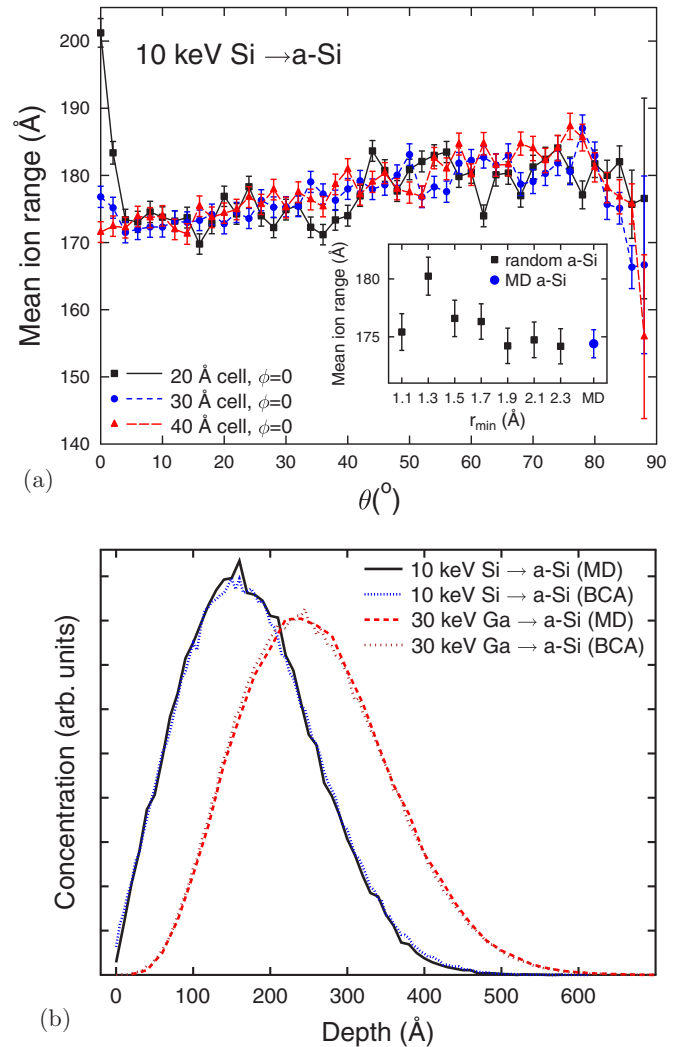 10 keV Si → a-Si
Mean ion range (Å)
200
190
180
170
160
150
140
20 Å cell, ϕ=0
30 Å cell, ϕ=0
40 Å cell, ϕ=0
Mean ion range (Å)
180
175
random a-Si
MD a-Si
1.1 1.3 1.5 1.7 1.9 2.1 2.3 MD
r_min (Å)
0 10 20 30 40 50 60 70 80 90
(a)
θ(°)
10 keV Si → a-Si (MD)
10 keV Si → a-Si (BCA)
30 keV Ga → a-Si (MD)
30 keV Ga → a-Si (BCA)
Concentration (arb. units)
0 100 200 300 400 500 600
(b)
Depth (Å)